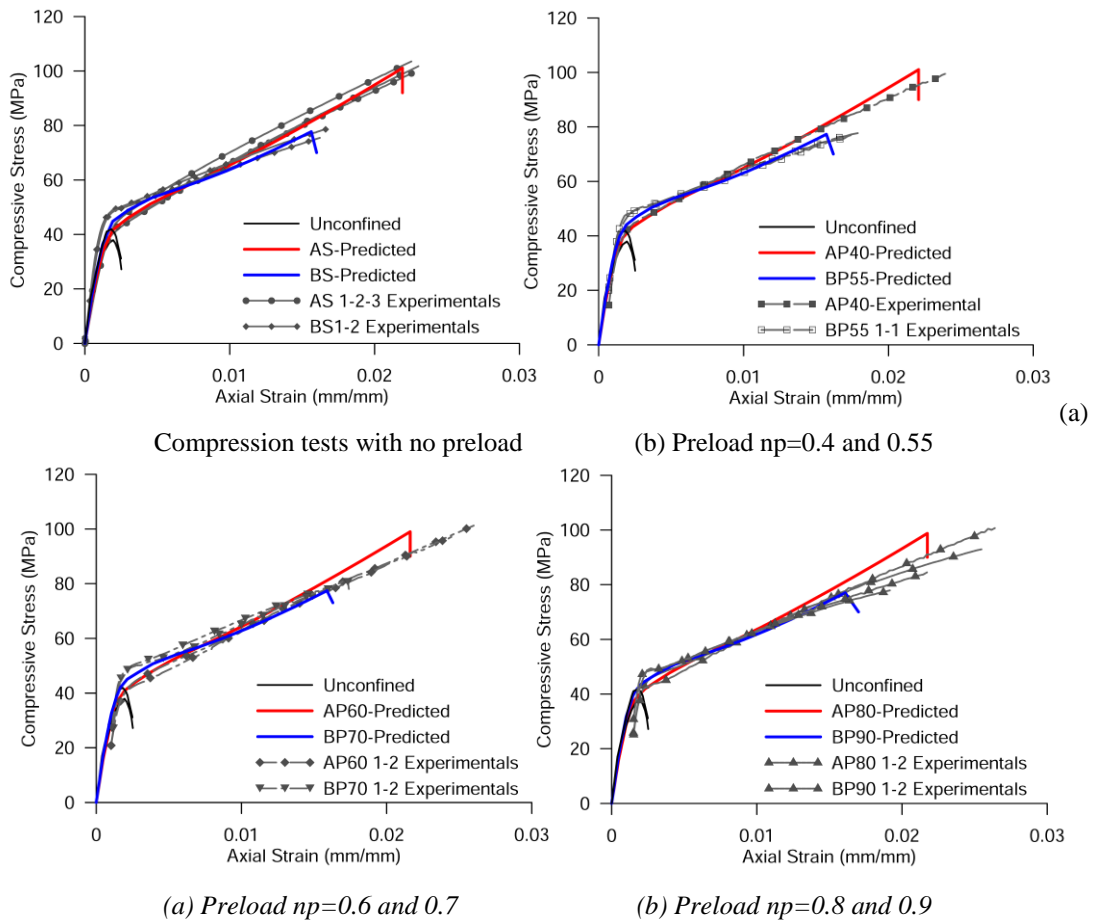 120
100
80
60
40
20
0
Compressive Stress (MPa)
Unconfined
AS-Predicted
BS-Predicted
AS 1-2-3 Experimentals
BS1-2 Experimentals
0 0.01 0.02 0.03
Axial Strain (mm/mm)
120
100
80
60
40
20
0
Compressive Stress (MPa)
Unconfined
AP40-Predicted
BP55-Predicted
AP40-Experimental
BP55 1-1 Experimentals
0 0.01 0.02 0.03
Axial Strain (mm/mm)
(a)
Compression tests with no preload (b) Preload np=0.4 and 0.55
120
100
80
60
40
20
0
Compressive Stress (MPa)
Unconfined
AP60-Predicted
BP70-Predicted
AP60 1-2 Experimentals
BP70 1-2 Experimentals
0 0.01 0.02 0.03
Axial Strain (mm/mm)
120
100
80
60
40
20
0
Compressive Stress (MPa)
Unconfined
AP80-Predicted
BP90-Predicted
AP80 1-2 Experimentals
BP90 1-2 Experimentals
0 0.01 0.02 0.03
Axial Strain (mm/mm)
(a) Preload np=0.6 and 0.7 (b) Preload np=0.8 and 0.9